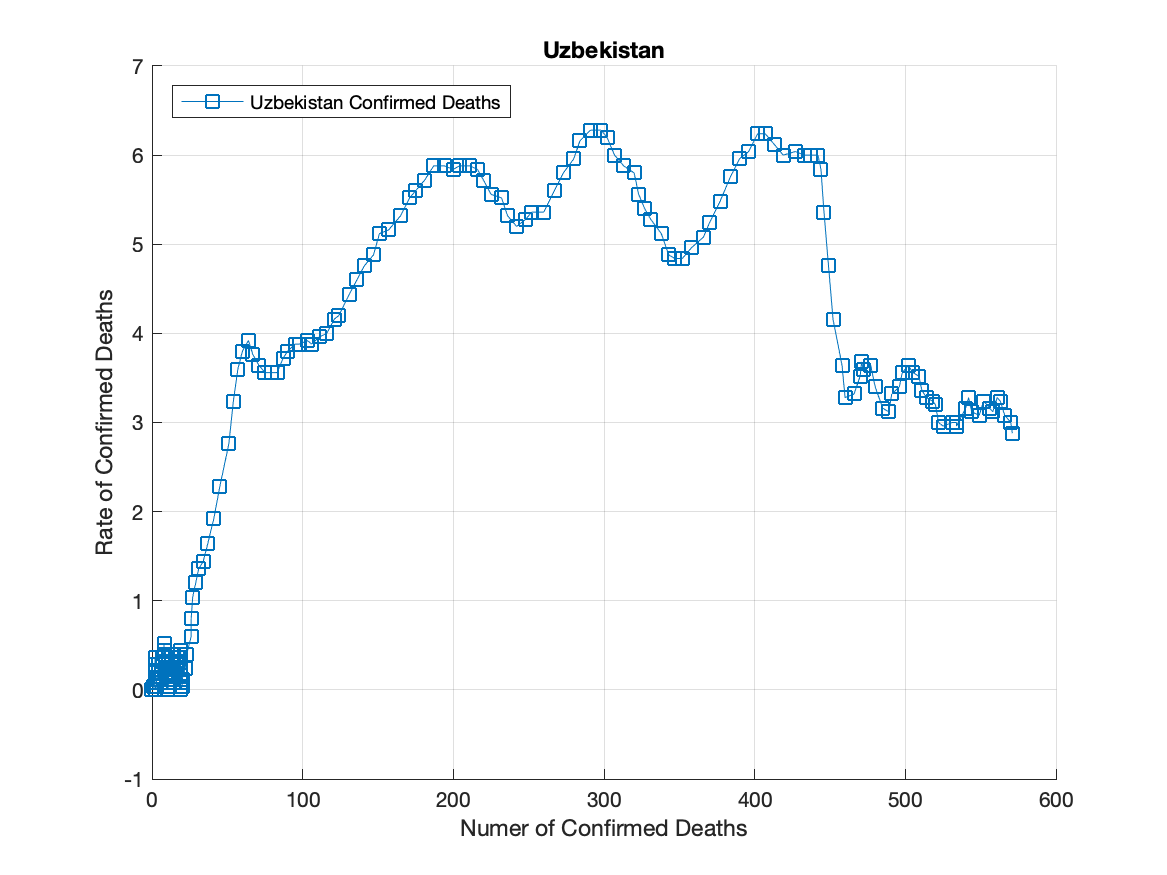 Uzbekistan
7
Uzbekistan Confirmed Deaths
6
5
4
3
2
1
0
-1
Rate of Confirmed Deaths
0 100 200 300 400 500 600
Numer of Confirmed Deaths